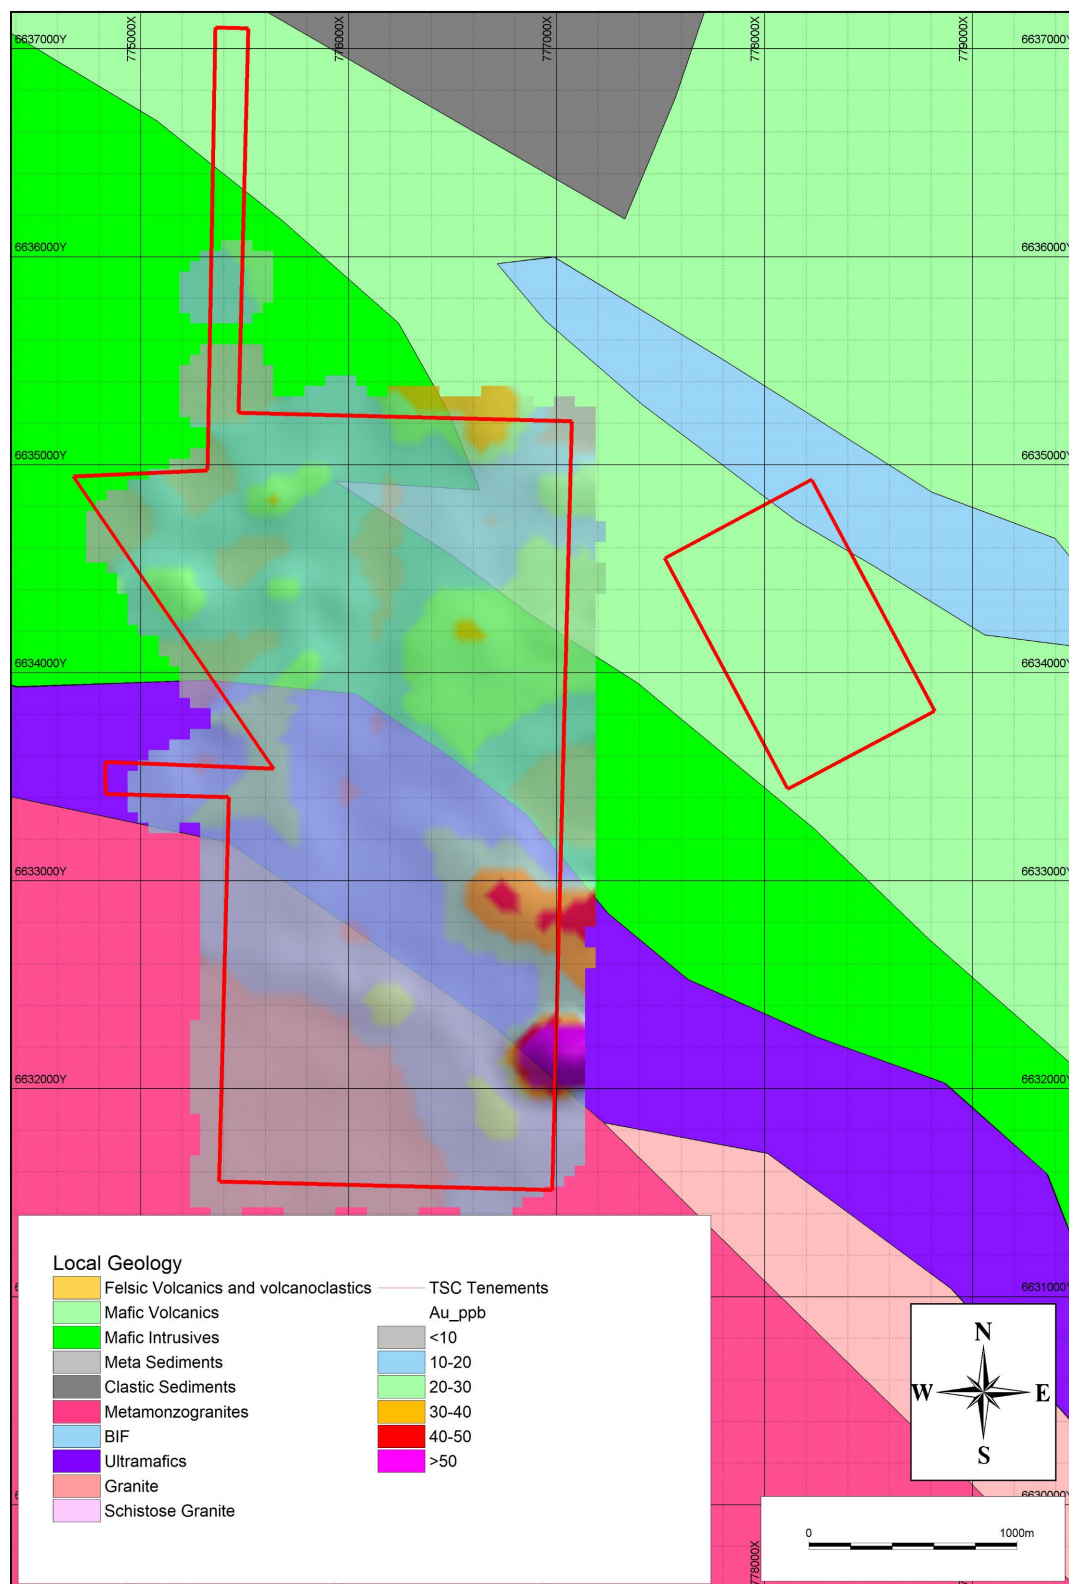 775000X
776000X
777000X
778000X
779000X
6637000Y
6637000Y
6636000Y
6636000Y
6635000Y
6635000Y
6634000Y
6634000Y
6633000Y
6633000Y
6632000Y
6632000Y
6631000Y
6630000Y
778000X
Local Geology
Felsic Volcanics and volcanoclastics
Mafic Volcanics
Mafic Intrusives
Meta Sediments
Clastic Sediments
Metamonzogranites
BIF
Ultramafics
Granite
Schistose Granite
TSC Tenements
Au_ppb
<10
10-20
20-30
30-40
40-50
>50
N
W E
S
0 1000m